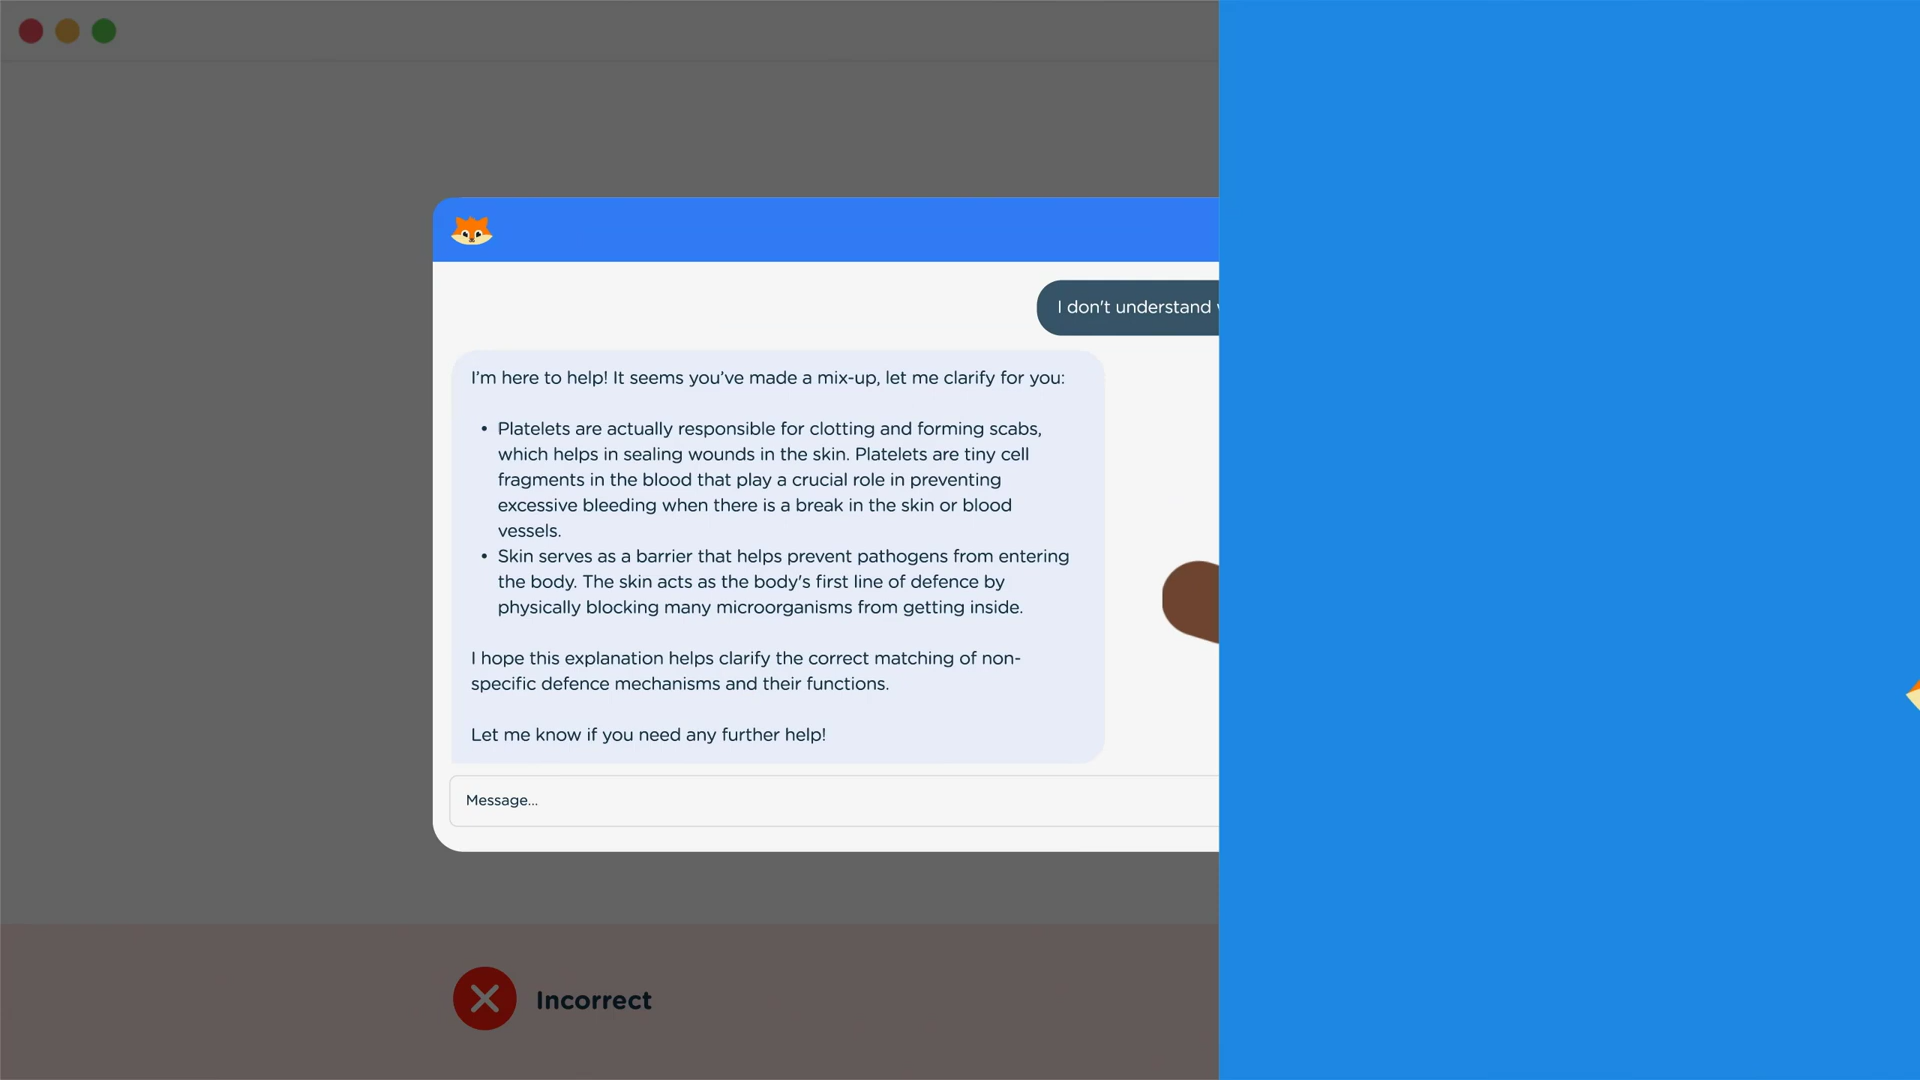 I don't understand
I'm here to help! It seems you've made a mix-up, let me clarify for you:
• Platelets are actually responsible for clotting and forming scabs,
which helps in sealing wounds in the skin. Platelets are tiny cell
fragments in the blood that play a crucial role in preventing
excessive bleeding when there is a break in the skin or blood
vessels.
• Skin serves as a barrier that helps prevent pathogens from entering
the body. The skin acts as the body's first line of defence by
physically blocking many microorganisms from getting inside.
I hope this explanation helps clarify the correct matching of non-
specific defence mechanisms and their functions.
Let me know if you need any further help!
Message...
Incorrect